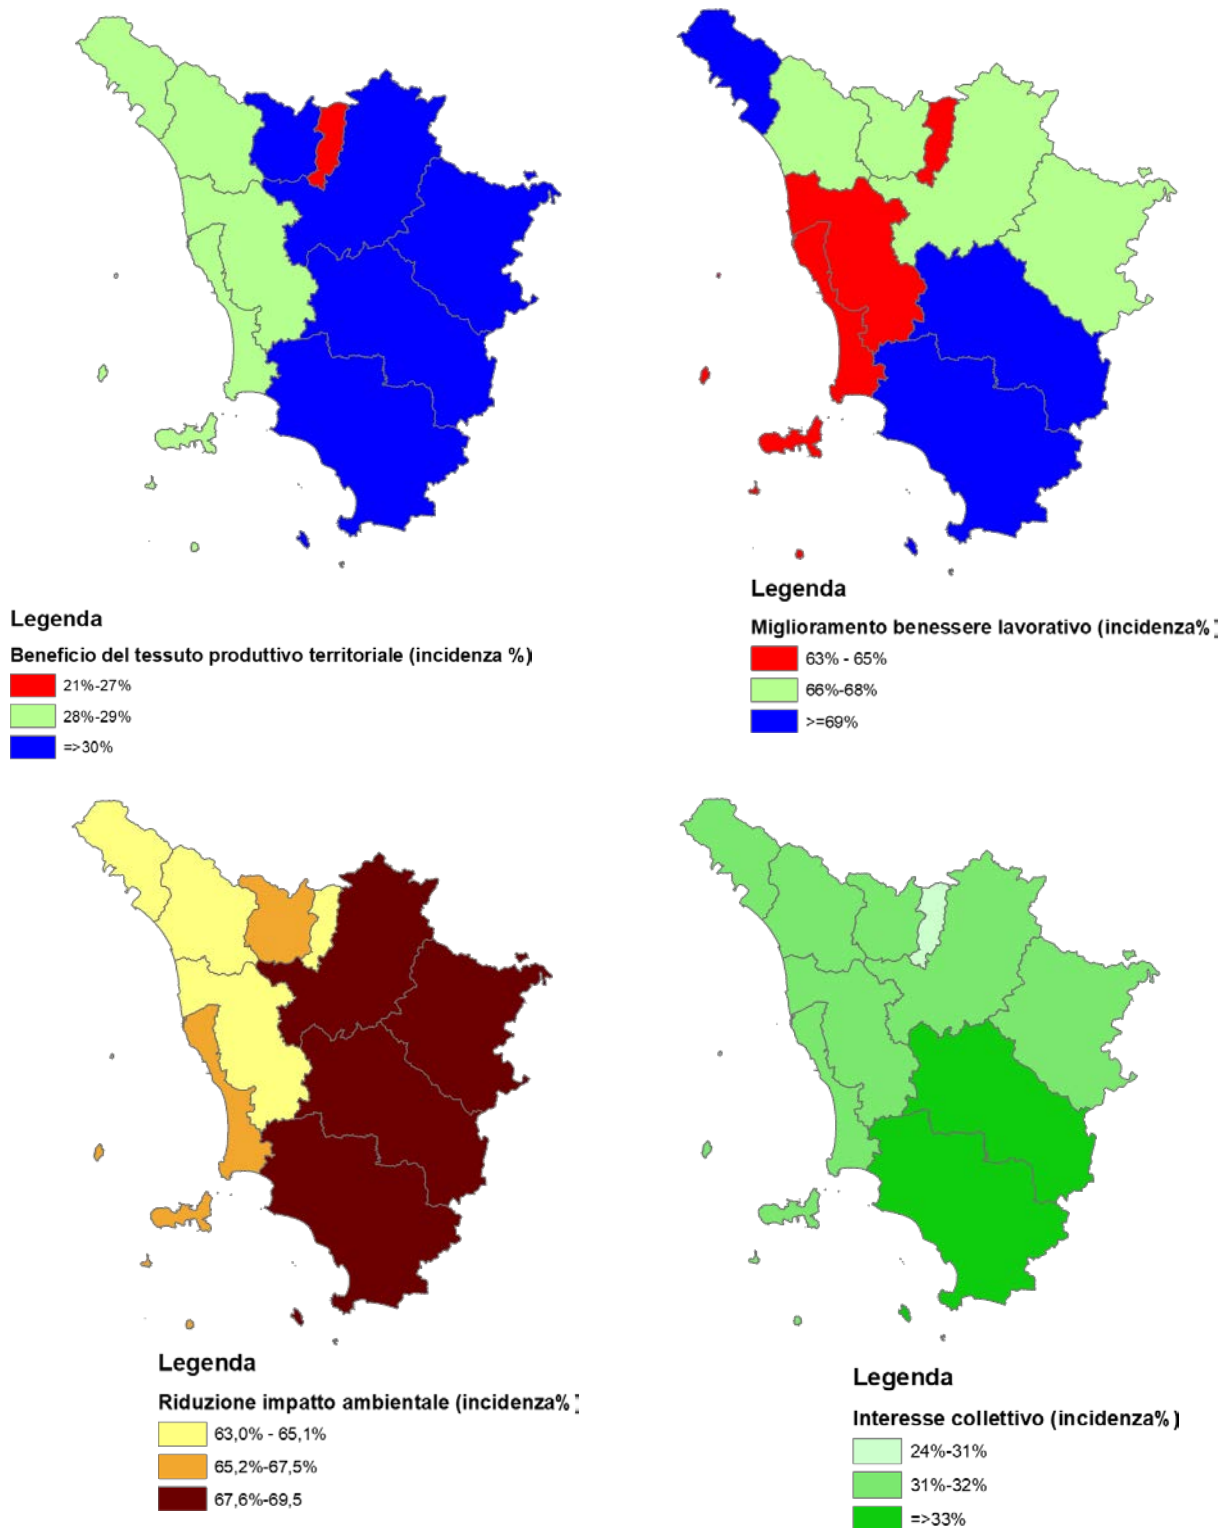 Legenda
Beneficio del tessuto produttivo territoriale (incidenza %)
21%-27%
28%-29%
=>30%
Legenda
Miglioramento benessere lavorativo (incidenza%)
63% - 65%
66%-68%
>=69%
Legenda
Riduzione impatto ambientale (incidenza%)
63,0% - 65,1%
65,2%-67,5%
67,6%-69,5
Legenda
Interesse collettivo (incidenza%)
24%-31%
31%-32%
=>33%